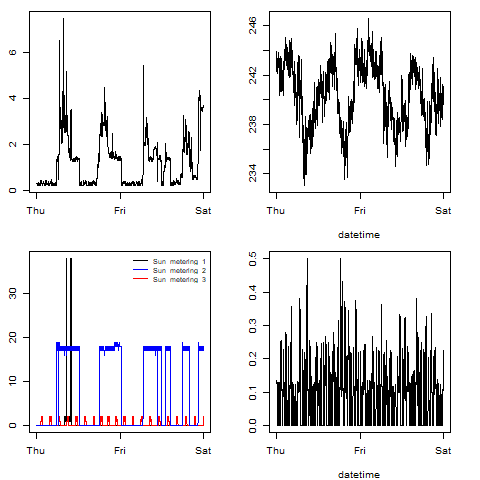 6
4
2
0
Thu Fri Sat
246
242
238
234
Thu Fri Sat
datetime
30
20
10
0
Sun metering 1
Sun metering 2
Sun metering 3
Thu Fri Sat
0.5
0.4
0.3
0.2
0.1
0.0
Thu Fri Sat
datetime